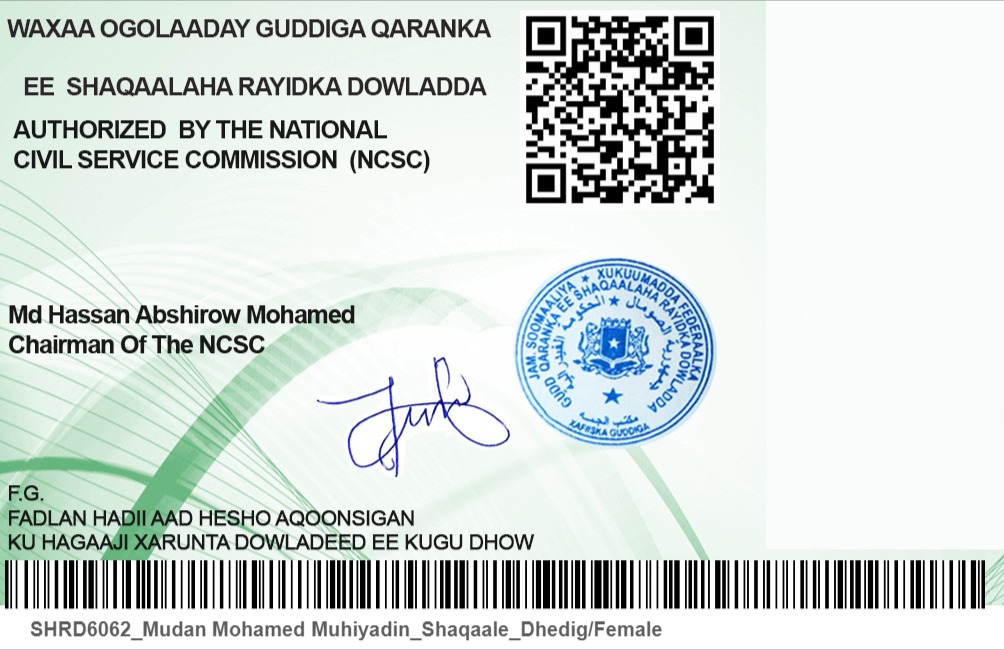 WAXAA OGOLAADAY GUDDIGA QARANKA
EE SHAQAALAHA RAYIDKA DOWLADDA
AUTHORIZED BY THE NATIONAL
CIVIL SERVICE COMMISSION (NCSC)
Md Hassan Abshirow Mohamed
Chairman Of The NCSC
JAM. SOOMAALIYA ★ XUKUUMADDA FEDERAALKA
GUDD QARANKA EE SHAQAALAHA RAYIDKA DOWLADDA
XAFIISKA GUDDIGA
F.G.
FADLAN HADII AAD HESHO AQOONSIGAN
KU HAGAAJI XARUNTA DOWLADEED EE KUGU DHOW
SHRD6062_Mudan Mohamed Muhiyadin_Shaqaale_Dhedig/Female